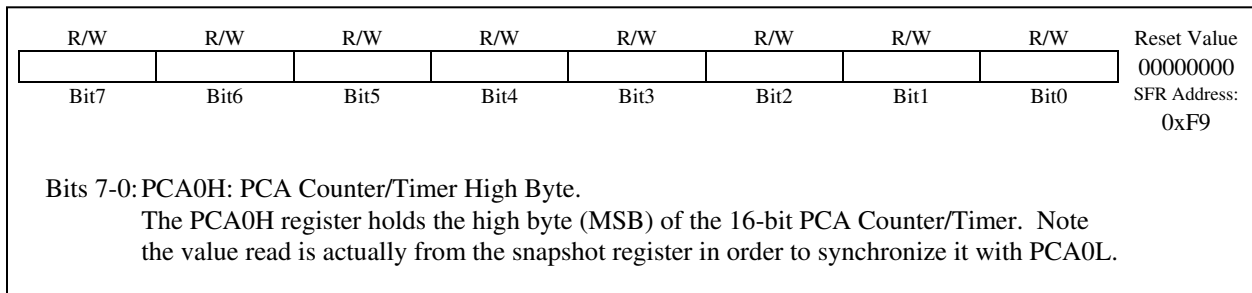 R/W R/W R/W R/W R/W R/W R/W R/W Reset Value
00000000
Bit7 Bit6 Bit5 Bit4 Bit3 Bit2 Bit1 Bit0 SFR Address:
0xF9
Bits 7-0: PCA0H: PCA Counter/Timer High Byte.
The PCA0H register holds the high byte (MSB) of the 16-bit PCA Counter/Timer. Note
the value read is actually from the snapshot register in order to synchronize it with PCA0L.